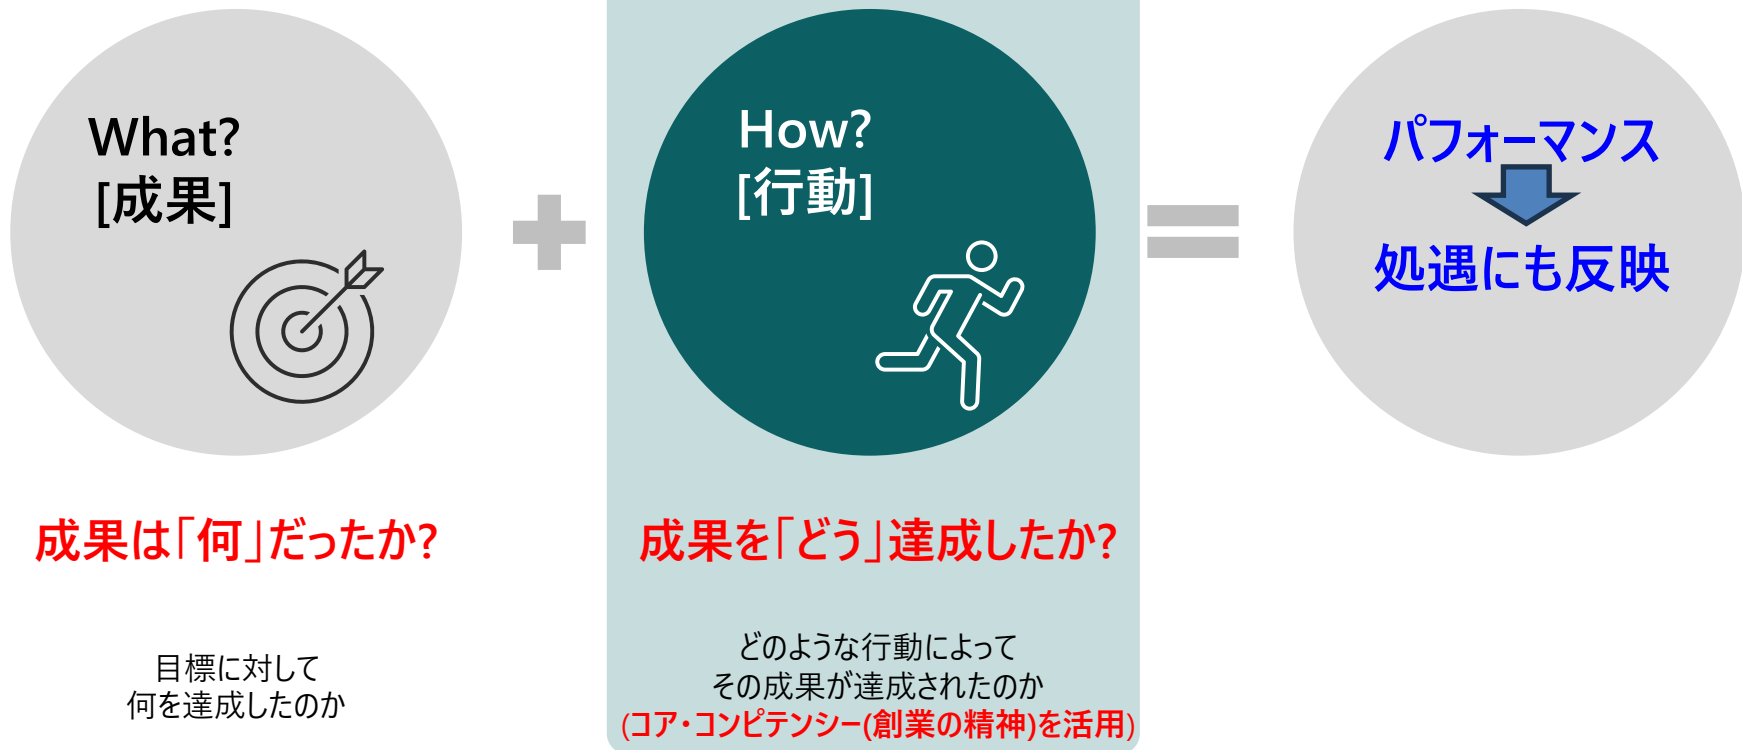 What?
[成果]
How?
[行動]
パフォーマンス
処遇にも反映
成果は「何」だったか?
成果を「どう」達成したか?
目標に対して
何を達成したのか
どのような行動によって
その成果が達成されたのか
(コア・コンピテンシー(創業の精神)を活用)